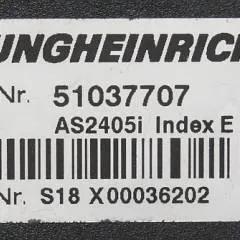 UNGHEINRICH
Nr. 51037707
AS2405i Index E
Nr. S18 X00036202